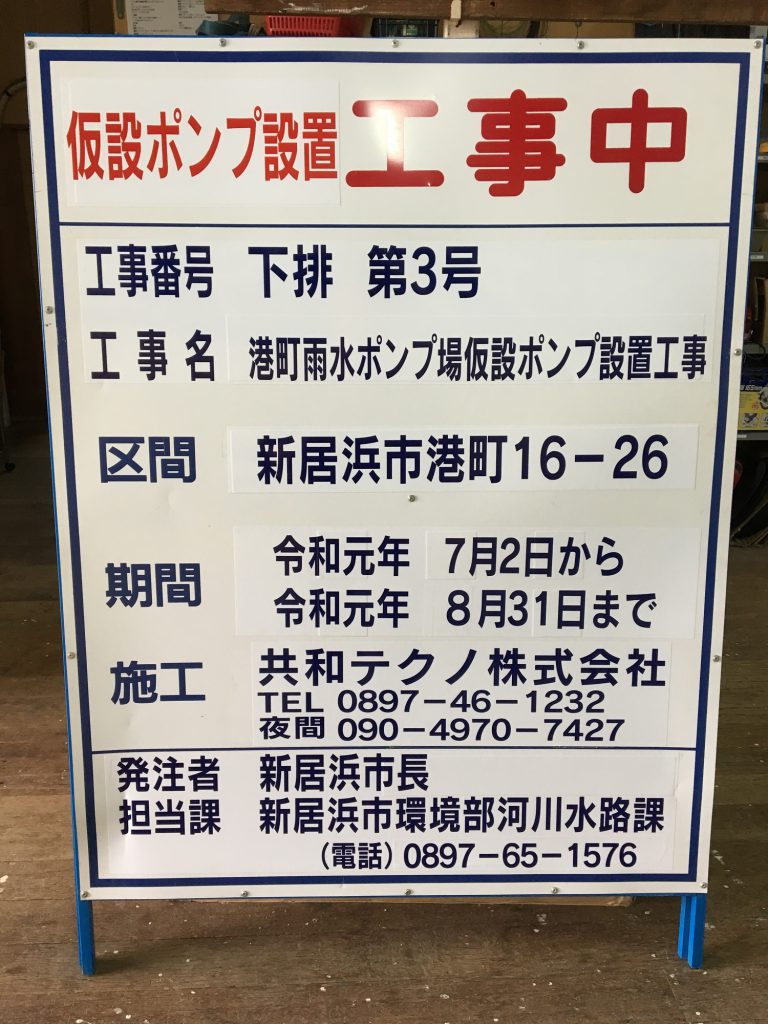 仮設ポンプ設置 工事中
工事番号 下排 第3号
工事名 港町雨水ポンプ場仮設ポンプ設置工事
区間 新居浜市港町16-26
期間 令和元年 7月2日から
令和元年 8月31日まで
施工 共和テクノ株式会社
TEL 0897-46-1232
夜間 090-4970-7427
発注者 新居浜市長
担当課 新居浜市環境部河川水路課
(電話) 0897-65-1576